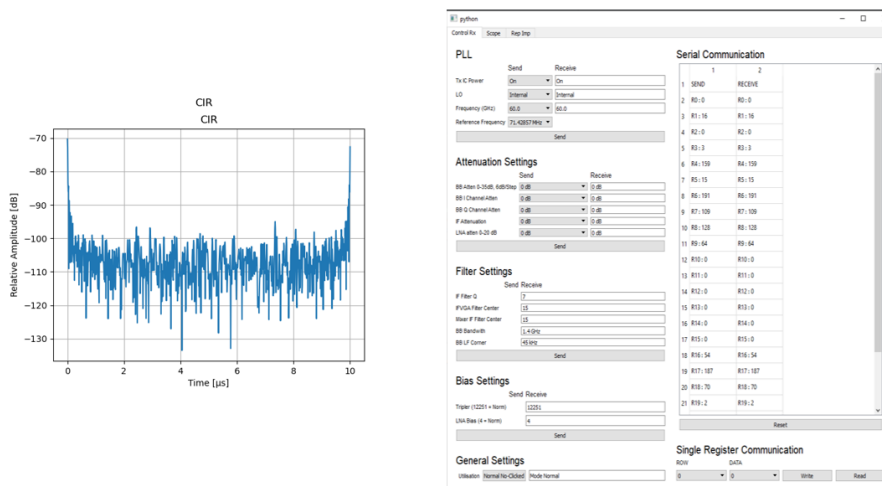 CIR
CIR
−70
−80
−90
−100
−110
−120
−130
Relative Amplitude [dB]
0
2
4
6
8
10
Time [µs]
python
Control Rx Scope Rep Imp
PLL
Send Receive
Tx IC Power On On
LO Internal Internal
Frequency (GHz) 60.0 60.0
Reference Frequency 71.42857 MHz
Send
Attenuation Settings
Send Receive
BB Atten 0-35dB, 6dB/Step 0 dB 0 dB
BB I Channel Atten 0 dB 0 dB
BB Q Channel Atten 0 dB 0 dB
IF Attenuation 0 dB 0 dB
LNA atten 0-20 dB 0 dB 0 dB
Send
Filter Settings
Send Receive
IF Filter Q 7
IFVGA Filter Center 15
Mixer IF Filter Center 15
BB Bandwith 1.4 GHz
BB LF Corner 45 kHz
Send
Bias Settings
Send Receive
Tripler (12251 = Norm) 12251
LNA Bias (4 = Norm) 4
Send
General Settings
Utilisation Normal No-Clicked Mode Normal
Serial Communication
1 2
1 SEND RECEIVE
2 R0 : 0 R0 : 0
3 R1 : 16 R1 : 16
4 R2 : 0 R2 : 0
5 R3 : 3 R3 : 3
6 R4 : 159 R4 : 159
7 R5 : 15 R5 : 15
8 R6 : 191 R6 : 191
9 R7 : 109 R7 : 109
10 R8 : 128 R8 : 128
11 R9 : 64 R9 : 64
12 R10 : 0 R10 : 0
13 R11 : 0 R11 : 0
14 R12 : 0 R12 : 0
15 R13 : 0 R13 : 0
16 R14 : 0 R14 : 0
17 R15 : 0 R15 : 0
18 R16 : 54 R16 : 54
19 R17 : 187 R17 : 187
20 R18 : 70 R18 : 70
21 R19 : 2 R19 : 2
Reset
Single Register Communication
ROW DATA
0 0 Write Read